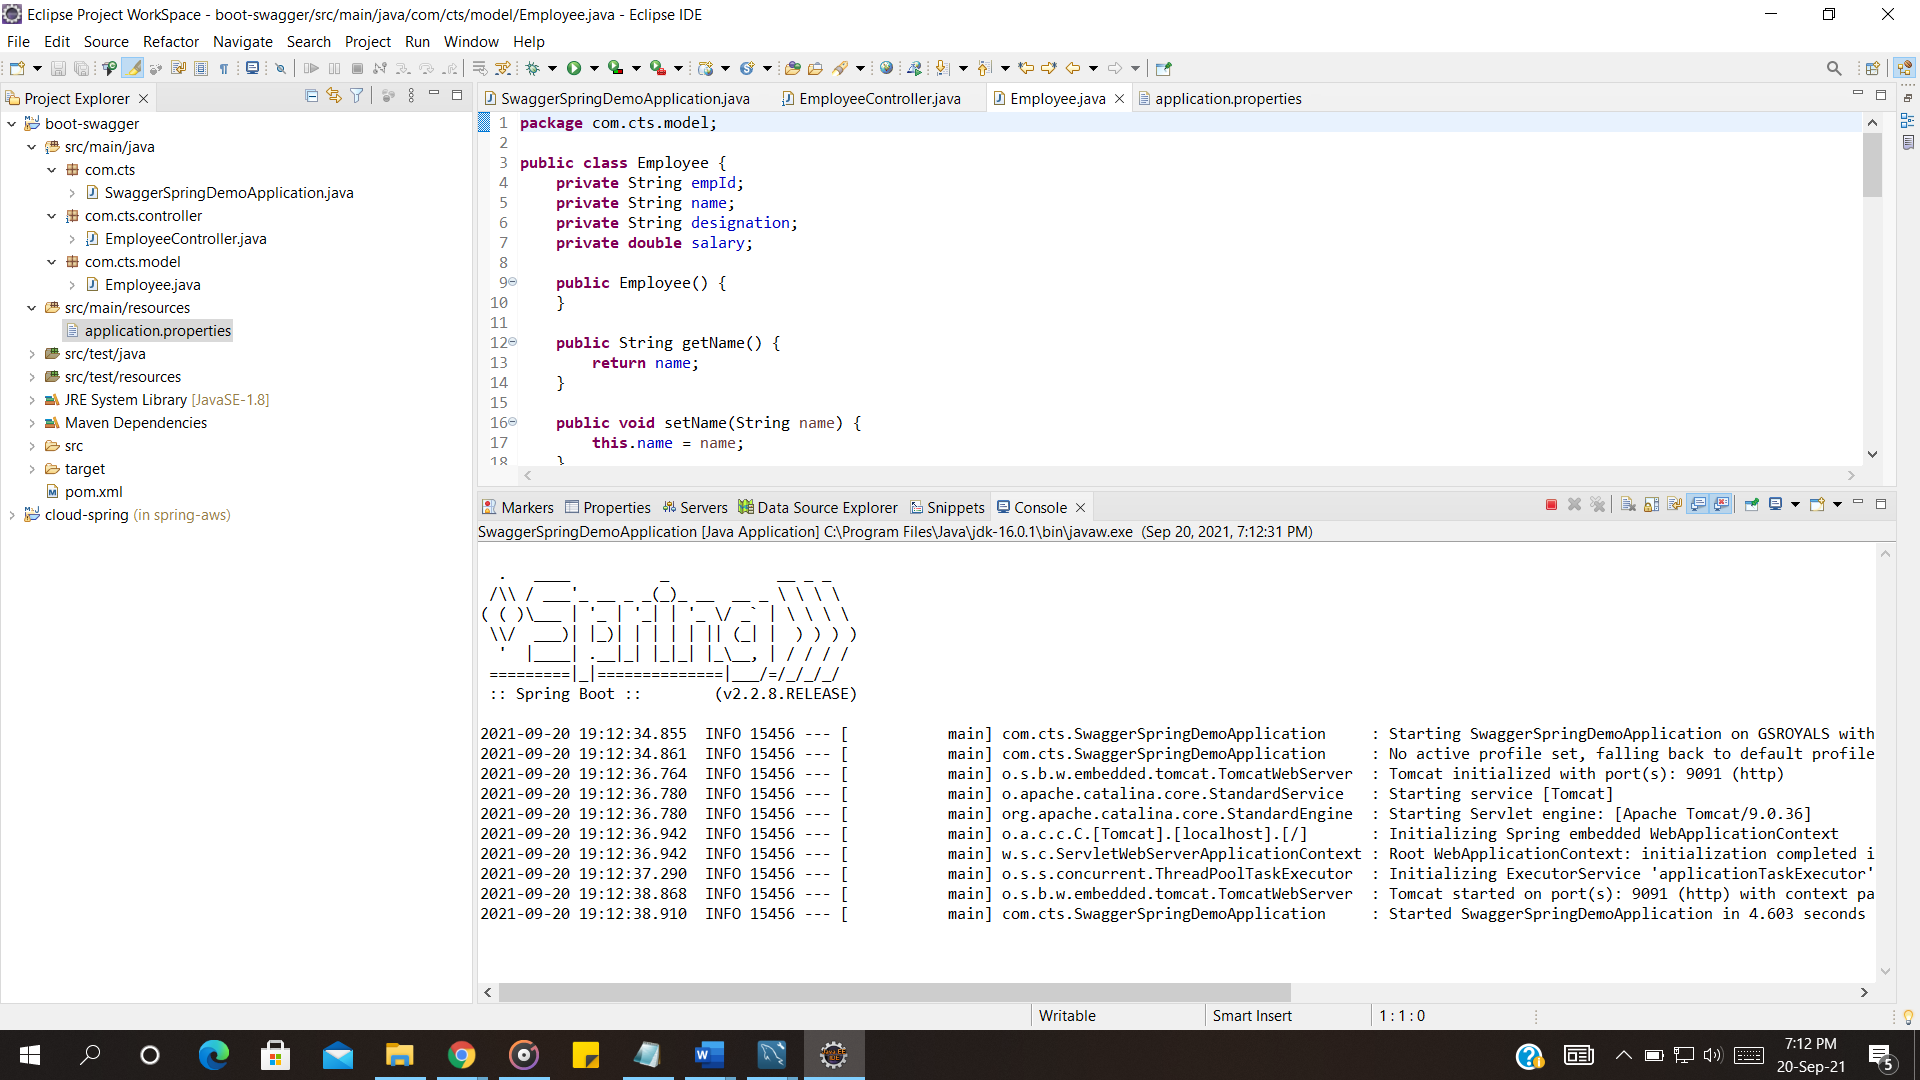 Eclipse Project WorkSpace - boot-swagger/src/main/java/com/cts/model/Employee.java - Eclipse IDE
File Edit Source Refactor Navigate Search Project Run Window Help
Project Explorer
boot-swagger
src/main/java
com.cts
SwaggerSpringDemoApplication.java
com.cts.controller
EmployeeController.java
com.cts.model
Employee.java
src/main/resources
application.properties
src/test/java
src/test/resources
JRE System Library [JavaSE-1.8]
Maven Dependencies
src
target
pom.xml
cloud-spring (in spring-aws)
SwaggerSpringDemoApplication.java EmployeeController.java Employee.java application.properties
1 package com.cts.model;
2
3 public class Employee {
4 private String empId;
5 private String name;
6 private String designation;
7 private double salary;
8
9 public Employee() {
10 }
11
12 public String getName() {
13 return name;
14 }
15
16 public void setName(String name) {
17 this.name = name;
18 }
Markers Properties Servers Data Source Explorer Snippets Console
SwaggerSpringDemoApplication [Java Application] C:\Program Files\Java\jdk-16.0.1\bin\javaw.exe (Sep 20, 2021, 7:12:31 PM)
Spring
:: Spring Boot :: (v2.2.8.RELEASE)
2021-09-20 19:12:34.855 INFO 15456 --- [ main] com.cts.SwaggerSpringDemoApplication : Starting SwaggerSpringDemoApplication on GSROYALS with
2021-09-20 19:12:34.861 INFO 15456 --- [ main] com.cts.SwaggerSpringDemoApplication : No active profile set, falling back to default profile
2021-09-20 19:12:36.764 INFO 15456 --- [ main] o.s.b.w.embedded.tomcat.TomcatWebServer : Tomcat initialized with port(s): 9091 (http)
2021-09-20 19:12:36.780 INFO 15456 --- [ main] o.apache.catalina.core.StandardService : Starting service [Tomcat]
2021-09-20 19:12:36.780 INFO 15456 --- [ main] org.apache.catalina.core.StandardEngine : Starting Servlet engine: [Apache Tomcat/9.0.36]
2021-09-20 19:12:36.942 INFO 15456 --- [ main] o.a.c.c.C.[Tomcat].[localhost].[/] : Initializing Spring embedded WebApplicationContext
2021-09-20 19:12:36.942 INFO 15456 --- [ main] w.s.c.ServletWebServerApplicationContext : Root WebApplicationContext: initialization completed i
2021-09-20 19:12:37.290 INFO 15456 --- [ main] o.s.s.concurrent.ThreadPoolTaskExecutor : Initializing ExecutorService 'applicationTaskExecutor'
2021-09-20 19:12:38.868 INFO 15456 --- [ main] o.s.b.w.embedded.tomcat.TomcatWebServer : Tomcat started on port(s): 9091 (http) with context pa
2021-09-20 19:12:38.910 INFO 15456 --- [ main] com.cts.SwaggerSpringDemoApplication : Started SwaggerSpringDemoApplication in 4.603 seconds
Writable Smart Insert 1 : 1 : 0
7:12 PM
20-Sep-21
5